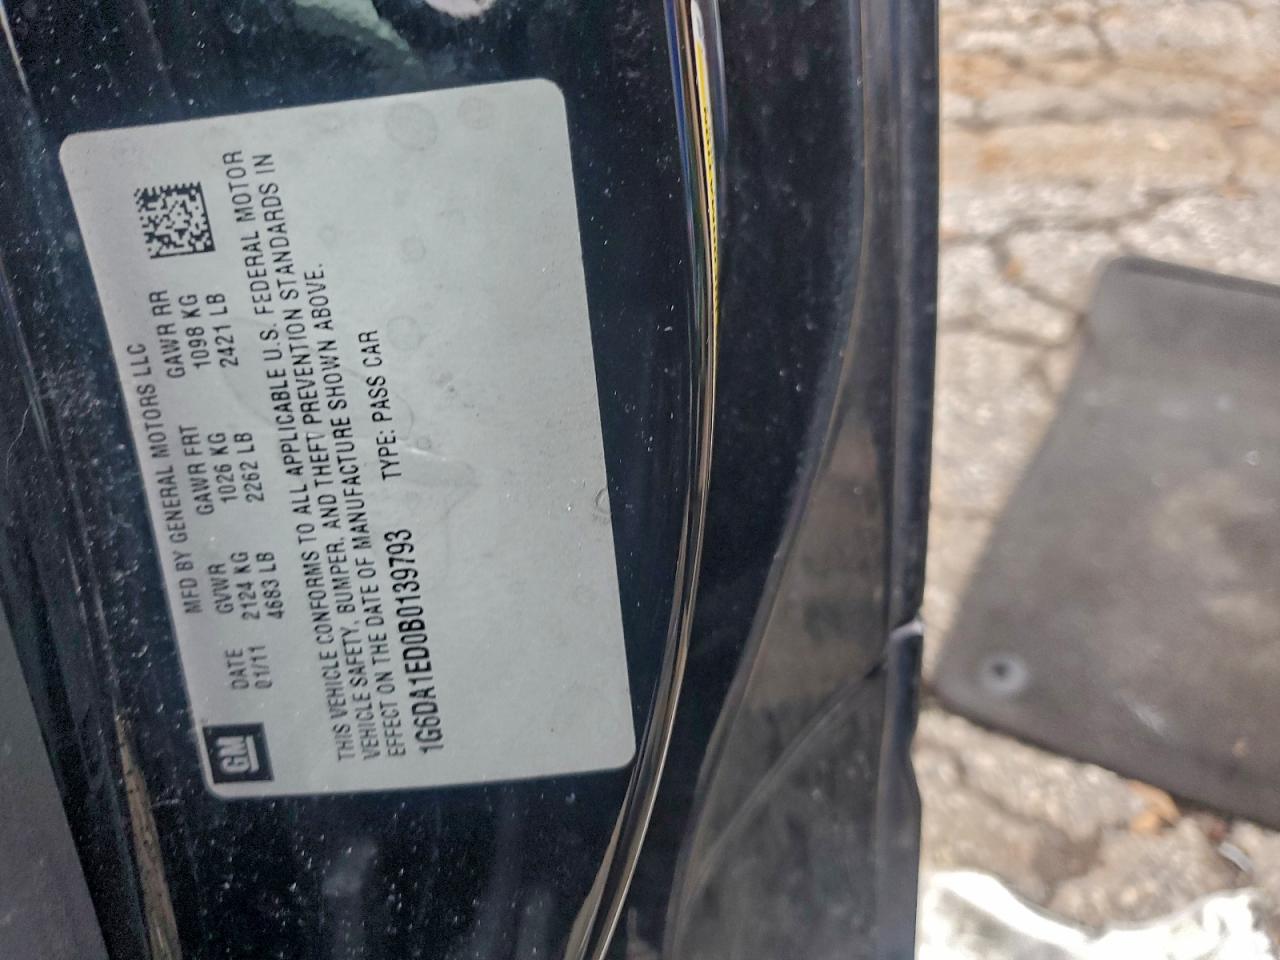 GM
MFD BY GENERAL MOTORS LLC
DATE GVWR GAWR FRT GAWR RR
01/11 2124 KG 1026 KG 1098 KG
4683 LB 2262 LB 2421 LB
THIS VEHICLE CONFORMS TO ALL APPLICABLE U.S. FEDERAL MOTOR
VEHICLE SAFETY, BUMPER, AND THEFT PREVENTION STANDARDS IN
EFFECT ON THE DATE OF MANUFACTURE SHOWN ABOVE.
1G6DA1ED0B0139793 TYPE: PASS CAR